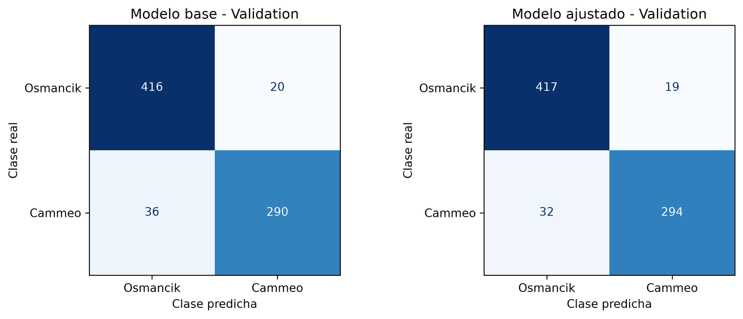 Modelo base - Validation
Clase real
Osmancik
416
20
Cammeo
36
290
Osmancik
Cammeo
Clase predicha
Modelo ajustado - Validation
Clase real
Osmancik
417
19
Cammeo
32
294
Osmancik
Cammeo
Clase predicha